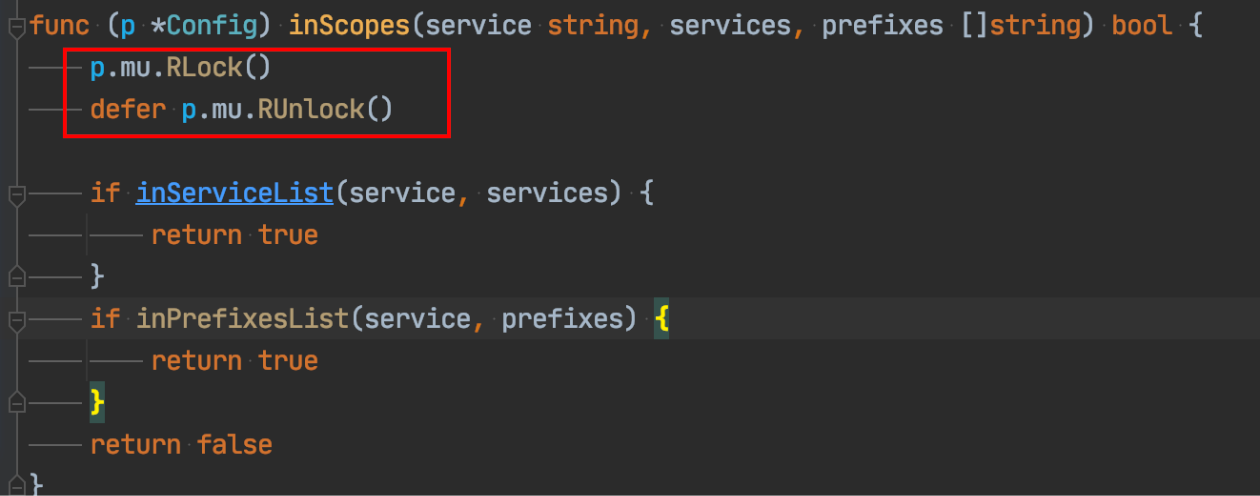 func (p *Config) inScopes(service string, services, prefixes []string) bool {
p.mu.RLock()
defer p.mu.RUnlock()
if inServiceList(service, services) {
return true
}
if inPrefixesList(service, prefixes) {
return true
}
return false
}